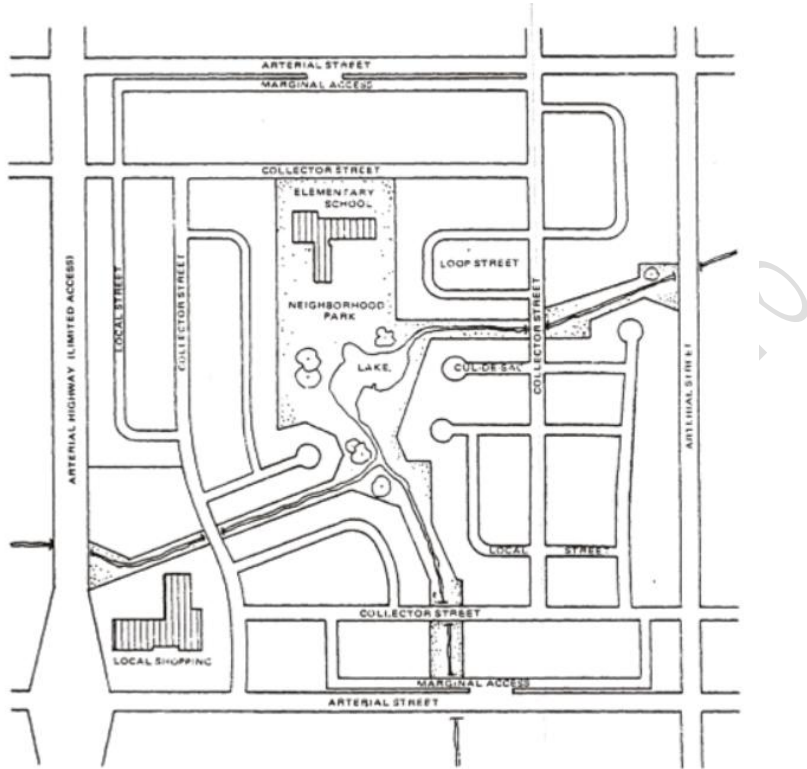 ARTERIAL STREET
MARGINAL ACCESS
COLLECTOR STREET
ELEMENTARY
SCHOOL
LOOP STREET
ARTERIAL HIGHWAY (LIMITED ACCESS)
LOCAL STREET
COLLECTOR STREET
NEIGHBORHOOD
PARK
COLLECTOR STREET
LAKE
CUL-DE-SAC
ARTERIAL STREET
LOCAL STREET
COLLECTOR STREET
LOCAL SHOPPING
MARGINAL ACCESS
ARTERIAL STREET